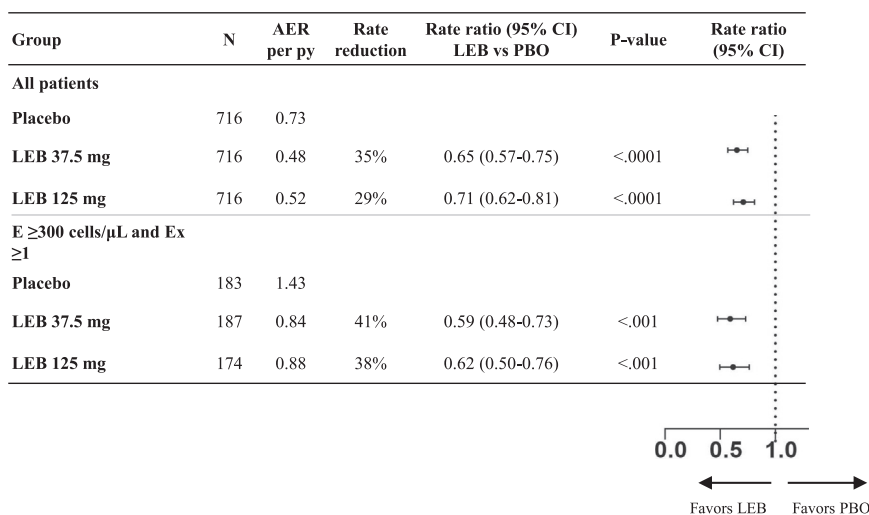 Group N AER per py Rate reduction Rate ratio (95% CI) LEB vs PBO P-value Rate ratio (95% CI)
All patients
Placebo 716 0.73
LEB 37.5 mg 716 0.48 35% 0.65 (0.57-0.75) <.0001
LEB 125 mg 716 0.52 29% 0.71 (0.62-0.81) <.0001
E ≥300 cells/µL and Ex
≥1
Placebo 183 1.43
LEB 37.5 mg 187 0.84 41% 0.59 (0.48-0.73) <.001
LEB 125 mg 174 0.88 38% 0.62 (0.50-0.76) <.001
0.0 0.5 1.0
Favors LEB Favors PBO